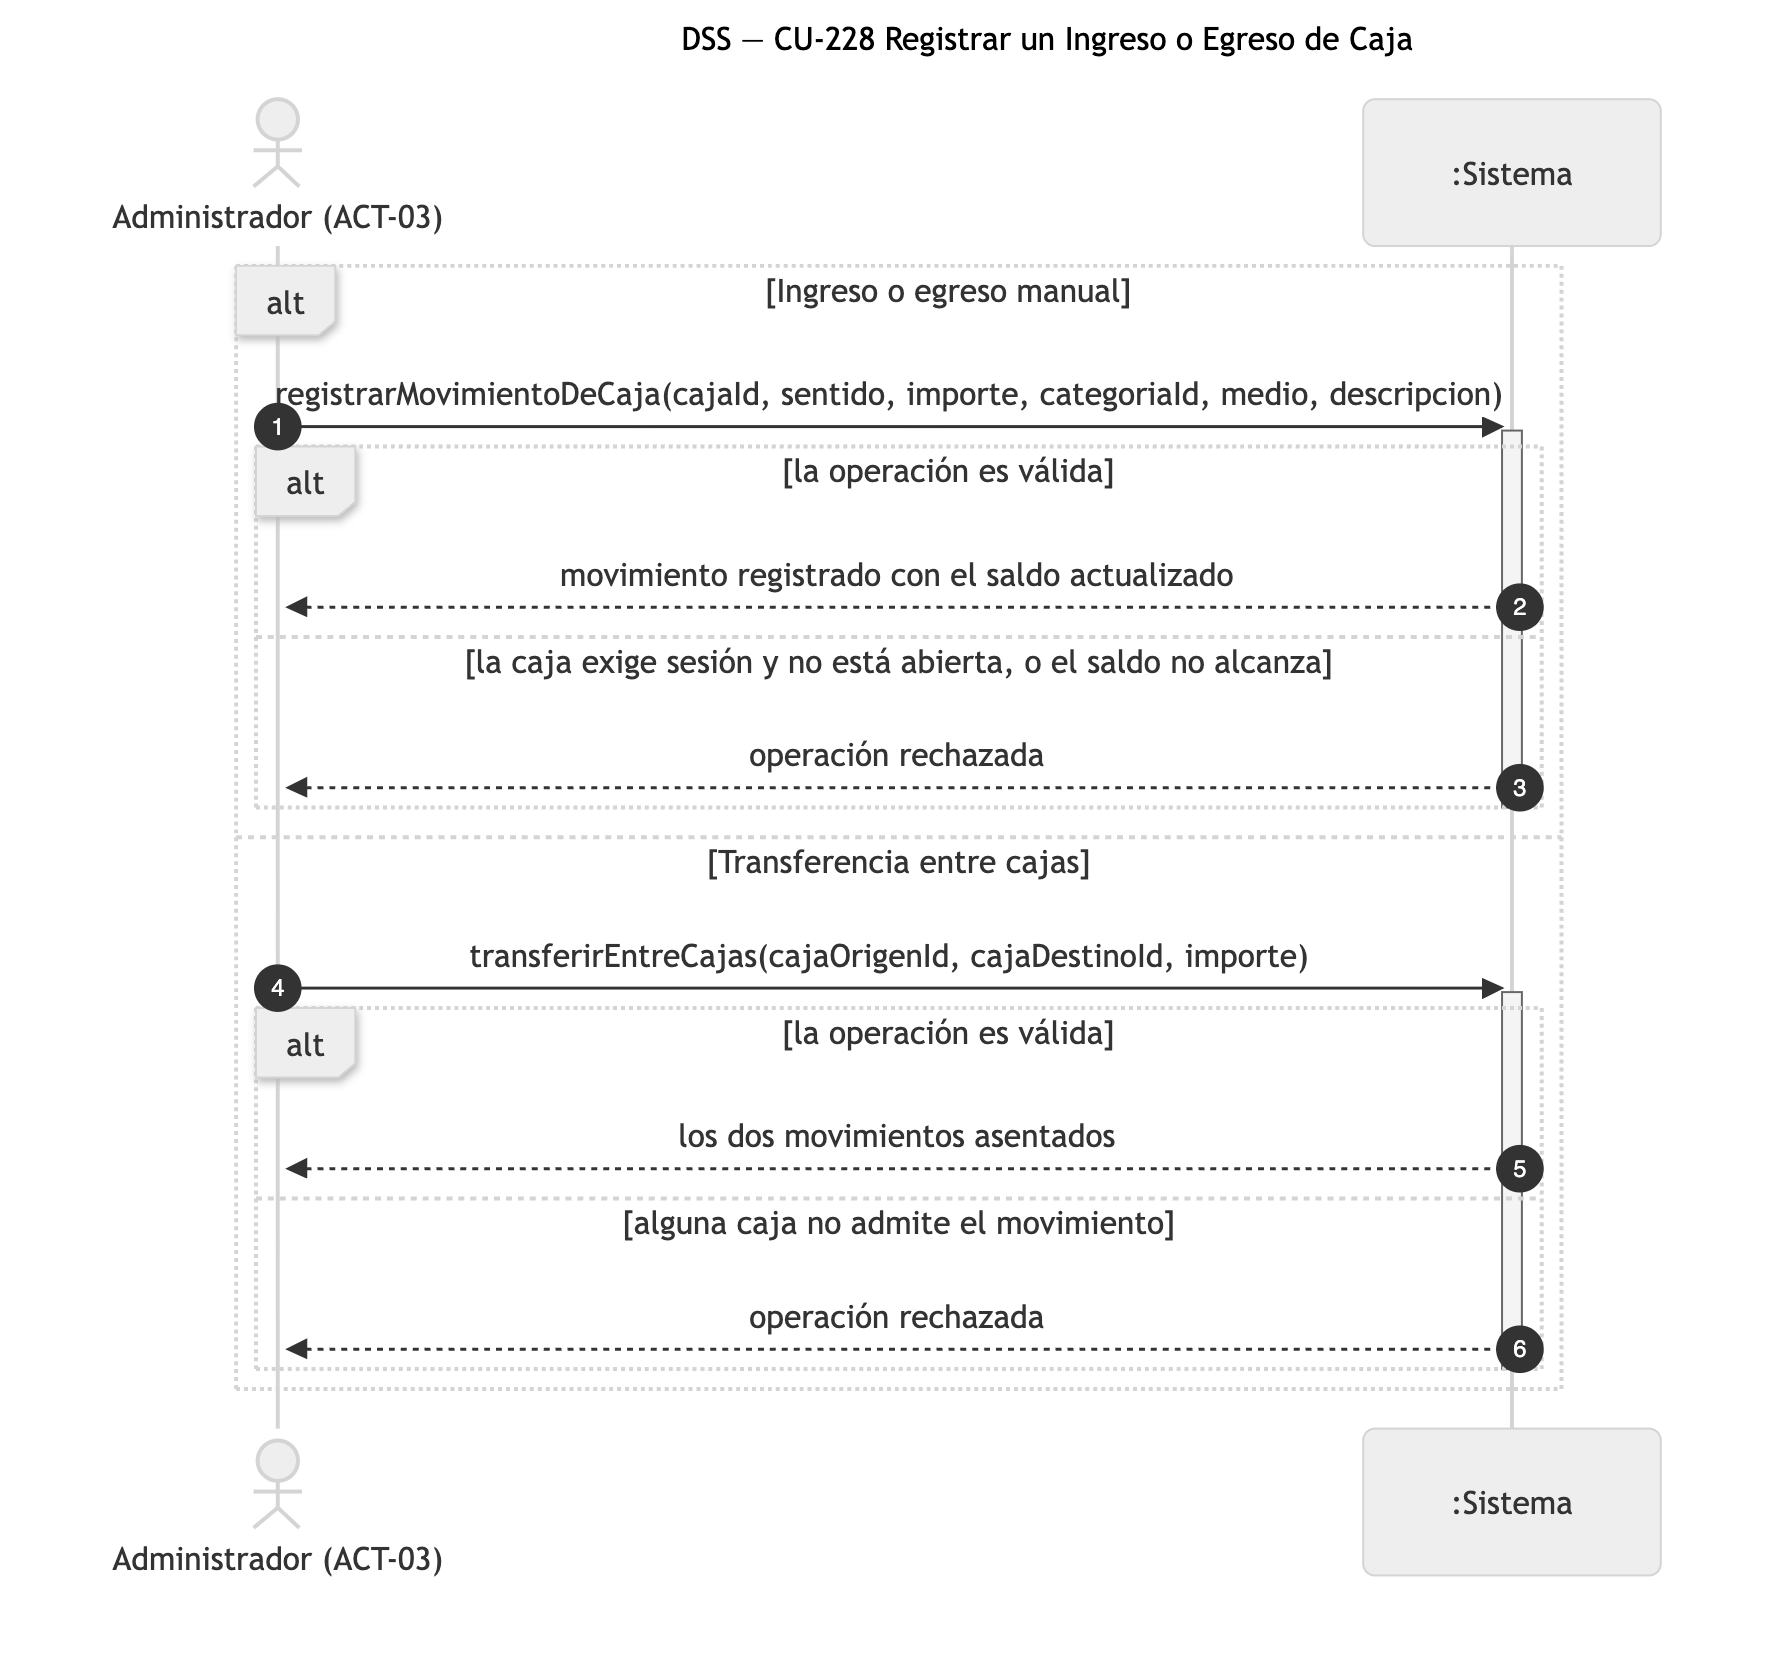 DSS — CU-228 Registrar un Ingreso o Egreso de Caja
Administrador (ACT-03)
:Sistema
alt
[Ingreso o egreso manual]
registrarMovimientoDeCaja(cajaId, sentido, importe, categoriaId, medio, descripcion)
1
alt
[la operación es válida]
movimiento registrado con el saldo actualizado
2
[la caja exige sesión y no está abierta, o el saldo no alcanza]
operación rechazada
3
[Transferencia entre cajas]
transferirEntreCajas(cajaOrigenId, cajaDestinoId, importe)
4
alt
[la operación es válida]
los dos movimientos asentados
5
[alguna caja no admite el movimiento]
operación rechazada
6
Administrador (ACT-03)
:Sistema